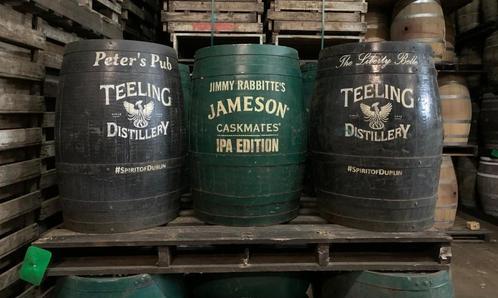 Peter's Pub
TEELING
DISTILLERY
#SPIRITOFDUBLIN
JIMMY RABBITTE'S
JAMESON
CASKMATES
IPA EDITION
The Liberty Belle
TEELING
DISTILLERY
#SPIRITOFDUBLIN